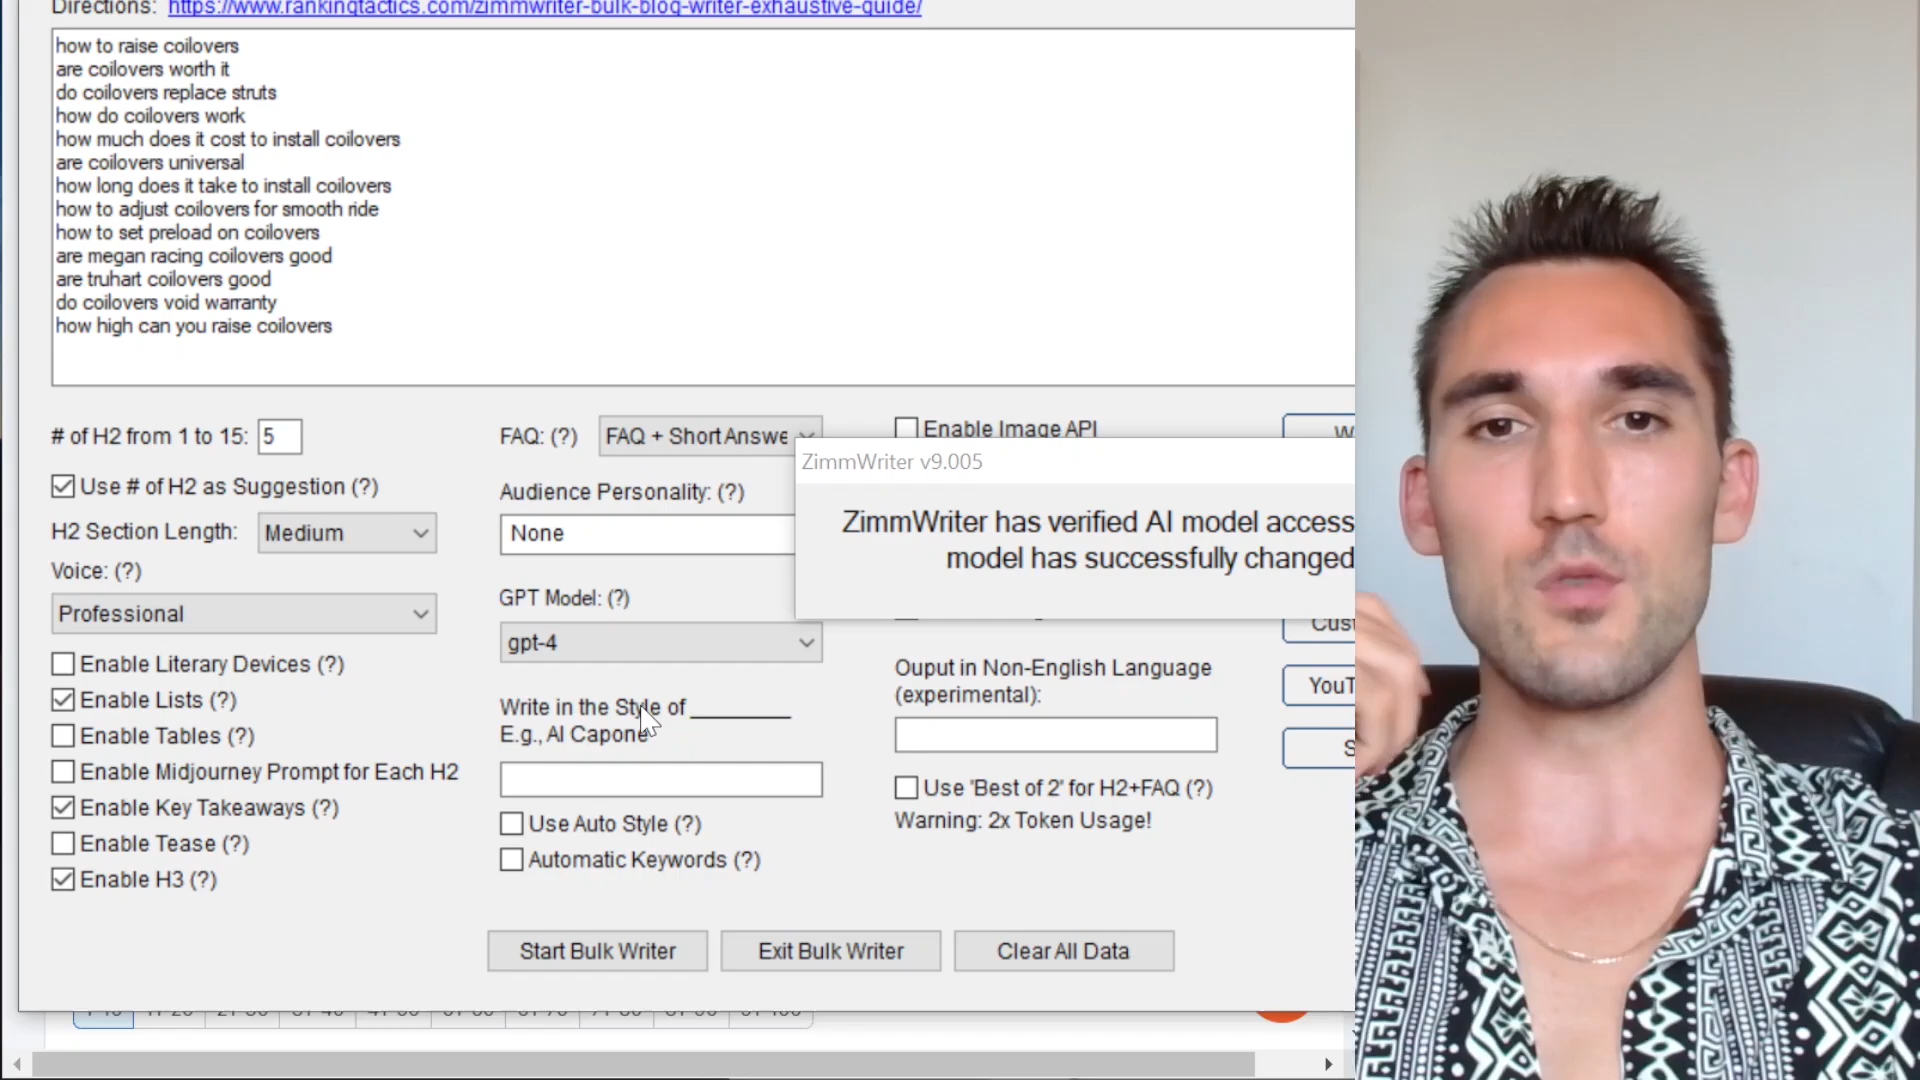 Directions: https://www.rankingtactics.com/zimmwriter-bulk-blog-writer-exhaustive-guide/
how to raise coilovers
are coilovers worth it
do coilovers replace struts
how do coilovers work
how much does it cost to install coilovers
are coilovers universal
how long does it take to install coilovers
how to adjust coilovers for smooth ride
how to set preload on coilovers
are megan racing coilovers good
are truhart coilovers good
do coilovers void warranty
how high can you raise coilovers
# of H2 from 1 to 15: 5
Use # of H2 as Suggestion (?)
H2 Section Length: Medium
Voice: (?)
Professional
Enable Literary Devices (?)
Enable Lists (?)
Enable Tables (?)
Enable Midjourney Prompt for Each H2
Enable Key Takeaways (?)
Enable Tease (?)
Enable H3 (?)
FAQ: (?) FAQ + Short Answe
Audience Personality: (?)
None
GPT Model: (?)
gpt-4
Write in the Style of _________
E.g., Al Capone
Use Auto Style (?)
Automatic Keywords (?)
Enable Image API
ZimmWriter v9.005
ZimmWriter has verified AI model access
model has successfully changed
Ouput in Non-English Language
(experimental):
Use 'Best of 2' for H2+FAQ (?)
Warning: 2x Token Usage!
W
Cust
YouT
S
Start Bulk Writer
Exit Bulk Writer
Clear All Data